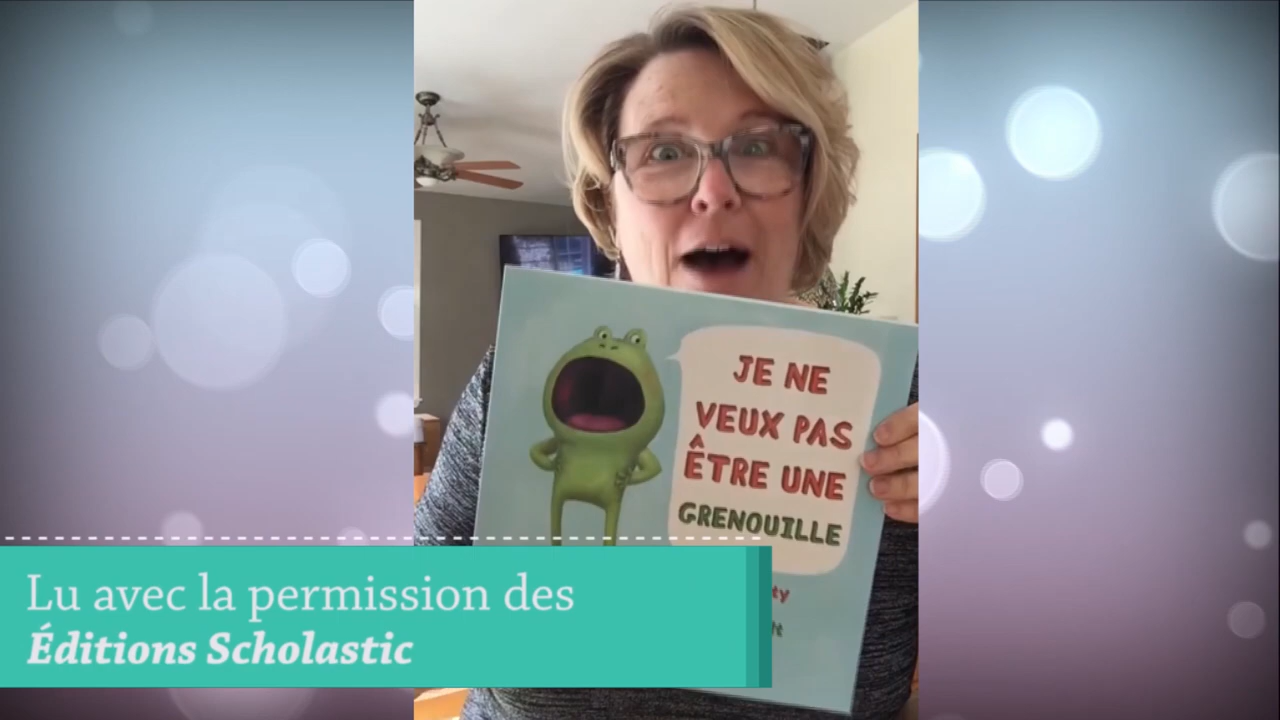 JE NE
VEUX PAS
ÊTRE UNE
GRENOUILLE
Lu avec la permission des
Éditions Scholastic